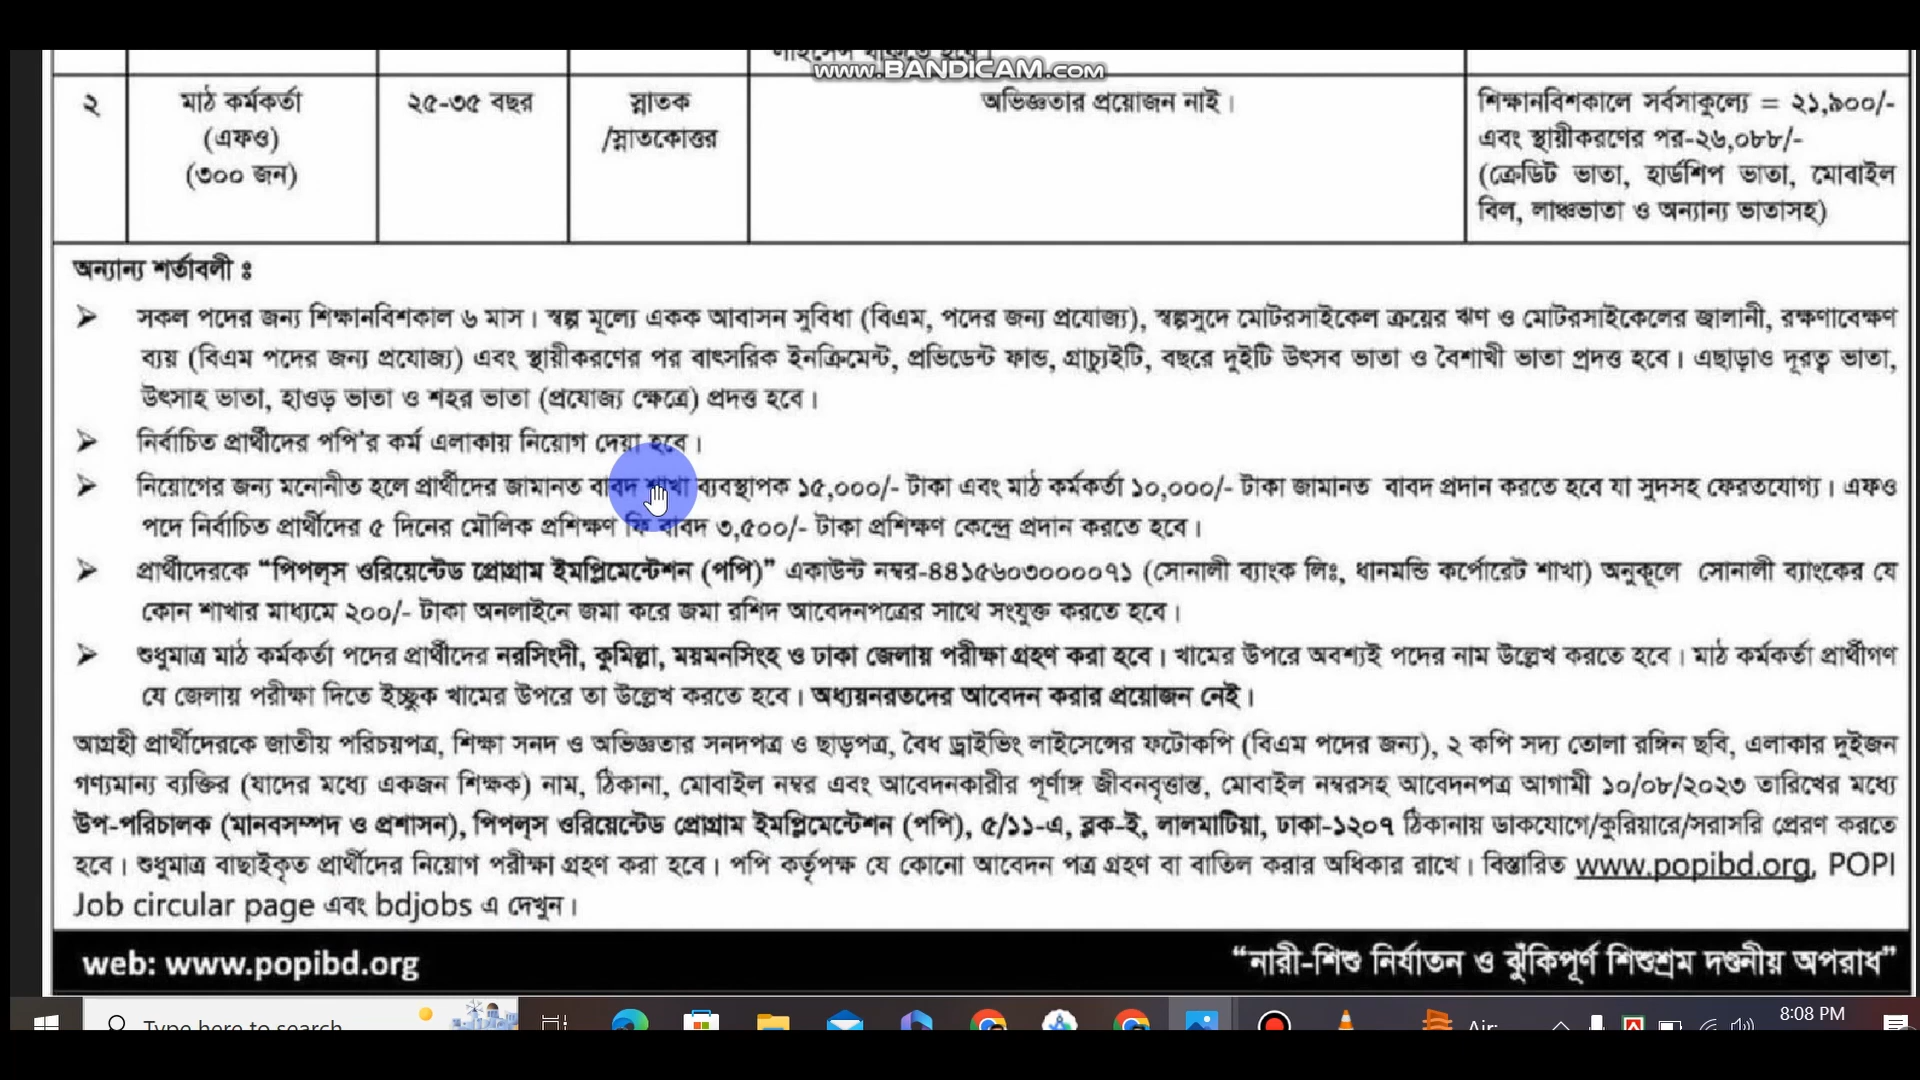 www.BANDICAM.com
২ মাঠ কর্মকর্তা ২৫-৩৫ বছর স্নাতক অভিজ্ঞতার প্রয়োজন নাই। শিক্ষানবিশকালে সর্বসাকুল্যে = ২১,৯০০/-
(এফও) /স্নাতকোত্তর এবং স্থায়ীকরণের পর-২৬,০৮৮/-
(৩০০ জন) (ক্রেডিট ভাতা, হার্ডশিপ ভাতা, মোবাইল
বিল, লাঞ্চভাতা ও অন্যান্য ভাতাসহ)
অন্যান্য শর্তাবলী ঃ
➢ সকল পদের জন্য শিক্ষানবিশকাল ৬ মাস। স্বল্প মূল্যে একক আবাসন সুবিধা (বিএম, পদের জন্য প্রযোজ্য), স্বল্পসুদে মোটরসাইকেল ক্রয়ের ঋণ ও মোটরসাইকেলের জ্বালানী, রক্ষণাবেক্ষণ
ব্যয় (বিএম পদের জন্য প্রযোজ্য) এবং স্থায়ীকরণের পর বাৎসরিক ইনক্রিমেন্ট, প্রভিডেন্ট ফান্ড, গ্রাচ্যুইটি, বছরে দুইটি উৎসব ভাতা ও বৈশাখী ভাতা প্রদত্ত হবে। এছাড়াও দূরত্ব ভাতা,
উৎসাহ ভাতা, হাওড় ভাতা ও শহর ভাতা (প্রযোজ্য ক্ষেত্রে) প্রদত্ত হবে।
➢ নির্বাচিত প্রার্থীদের পপি'র কর্ম এলাকায় নিয়োগ দেয়া হবে।
➢ নিয়োগের জন্য মনোনীত হলে প্রার্থীদের জামানত বাবদ শাখা ব্যবস্থাপক ১৫,০০০/- টাকা এবং মাঠ কর্মকর্তা ১০,০০০/- টাকা জামানত বাবদ প্রদান করতে হবে যা সুদসহ ফেরতযোগ্য। এফও
পদে নির্বাচিত প্রার্থীদের ৫ দিনের মৌলিক প্রশিক্ষণ ফি বাবদ ৩,৫০০/- টাকা প্রশিক্ষণ কেন্দ্রে প্রদান করতে হবে।
➢ প্রার্থীদেরকে “পিপল্‌স ওরিয়েন্টেড প্রোগ্রাম ইমপ্লিমেন্টেশন (পপি)” একাউন্ট নম্বর-৪৪১৫৬০৩০০০০৭১ (সোনালী ব্যাংক লিঃ, ধানমন্ডি কর্পোরেট শাখা) অনুকূলে সোনালী ব্যাংকের যে
কোন শাখার মাধ্যমে ২০০/- টাকা অনলাইনে জমা করে জমা রশিদ আবেদনপত্রের সাথে সংযুক্ত করতে হবে।
➢ শুধুমাত্র মাঠ কর্মকর্তা পদের প্রার্থীদের নরসিংদী, কুমিল্লা, ময়মনসিংহ ও ঢাকা জেলায় পরীক্ষা গ্রহণ করা হবে। খামের উপরে অবশ্যই পদের নাম উল্লেখ করতে হবে। মাঠ কর্মকর্তা প্রার্থীগণ
যে জেলায় পরীক্ষা দিতে ইচ্ছুক খামের উপরে তা উল্লেখ করতে হবে। অধ্যয়নরতদের আবেদন করার প্রয়োজন নেই।
আগ্রহী প্রার্থীদেরকে জাতীয় পরিচয়পত্র, শিক্ষা সনদ ও অভিজ্ঞতার সনদপত্র ও ছাড়পত্র, বৈধ ড্রাইভিং লাইসেন্সের ফটোকপি (বিএম পদের জন্য), ২ কপি সদ্য তোলা রঙ্গিন ছবি, এলাকার দুইজন
গণ্যমান্য ব্যক্তির (যাদের মধ্যে একজন শিক্ষক) নাম, ঠিকানা, মোবাইল নম্বর এবং আবেদনকারীর পূর্ণাঙ্গ জীবনবৃত্তান্ত, মোবাইল নম্বরসহ আবেদনপত্র আগামী ১০/০৮/২০২৩ তারিখের মধ্যে
উপ-পরিচালক (মানবসম্পদ ও প্রশাসন), পিপল্‌স ওরিয়েন্টেড প্রোগ্রাম ইমপ্লিমেন্টেশন (পপি), ৫/১১-এ, ব্লক-ই, লালমাটিয়া, ঢাকা-১২০৭ ঠিকানায় ডাকযোগে/কুরিয়ারে/সরাসরি প্রেরণ করতে
হবে। শুধুমাত্র বাছাইকৃত প্রার্থীদের নিয়োগ পরীক্ষা গ্রহণ করা হবে। পপি কর্তৃপক্ষ যে কোনো আবেদন পত্র গ্রহণ বা বাতিল করার অধিকার রাখে। বিস্তারিত www.popibd.org, POPI
Job circular page এবং bdjobs এ দেখুন।
web: www.popibd.org “নারী-শিশু নির্যাতন ও ঝুঁকিপূর্ণ শিশুশ্রম দণ্ডনীয় অপরাধ”
Type here to search Air: 8:08 PM